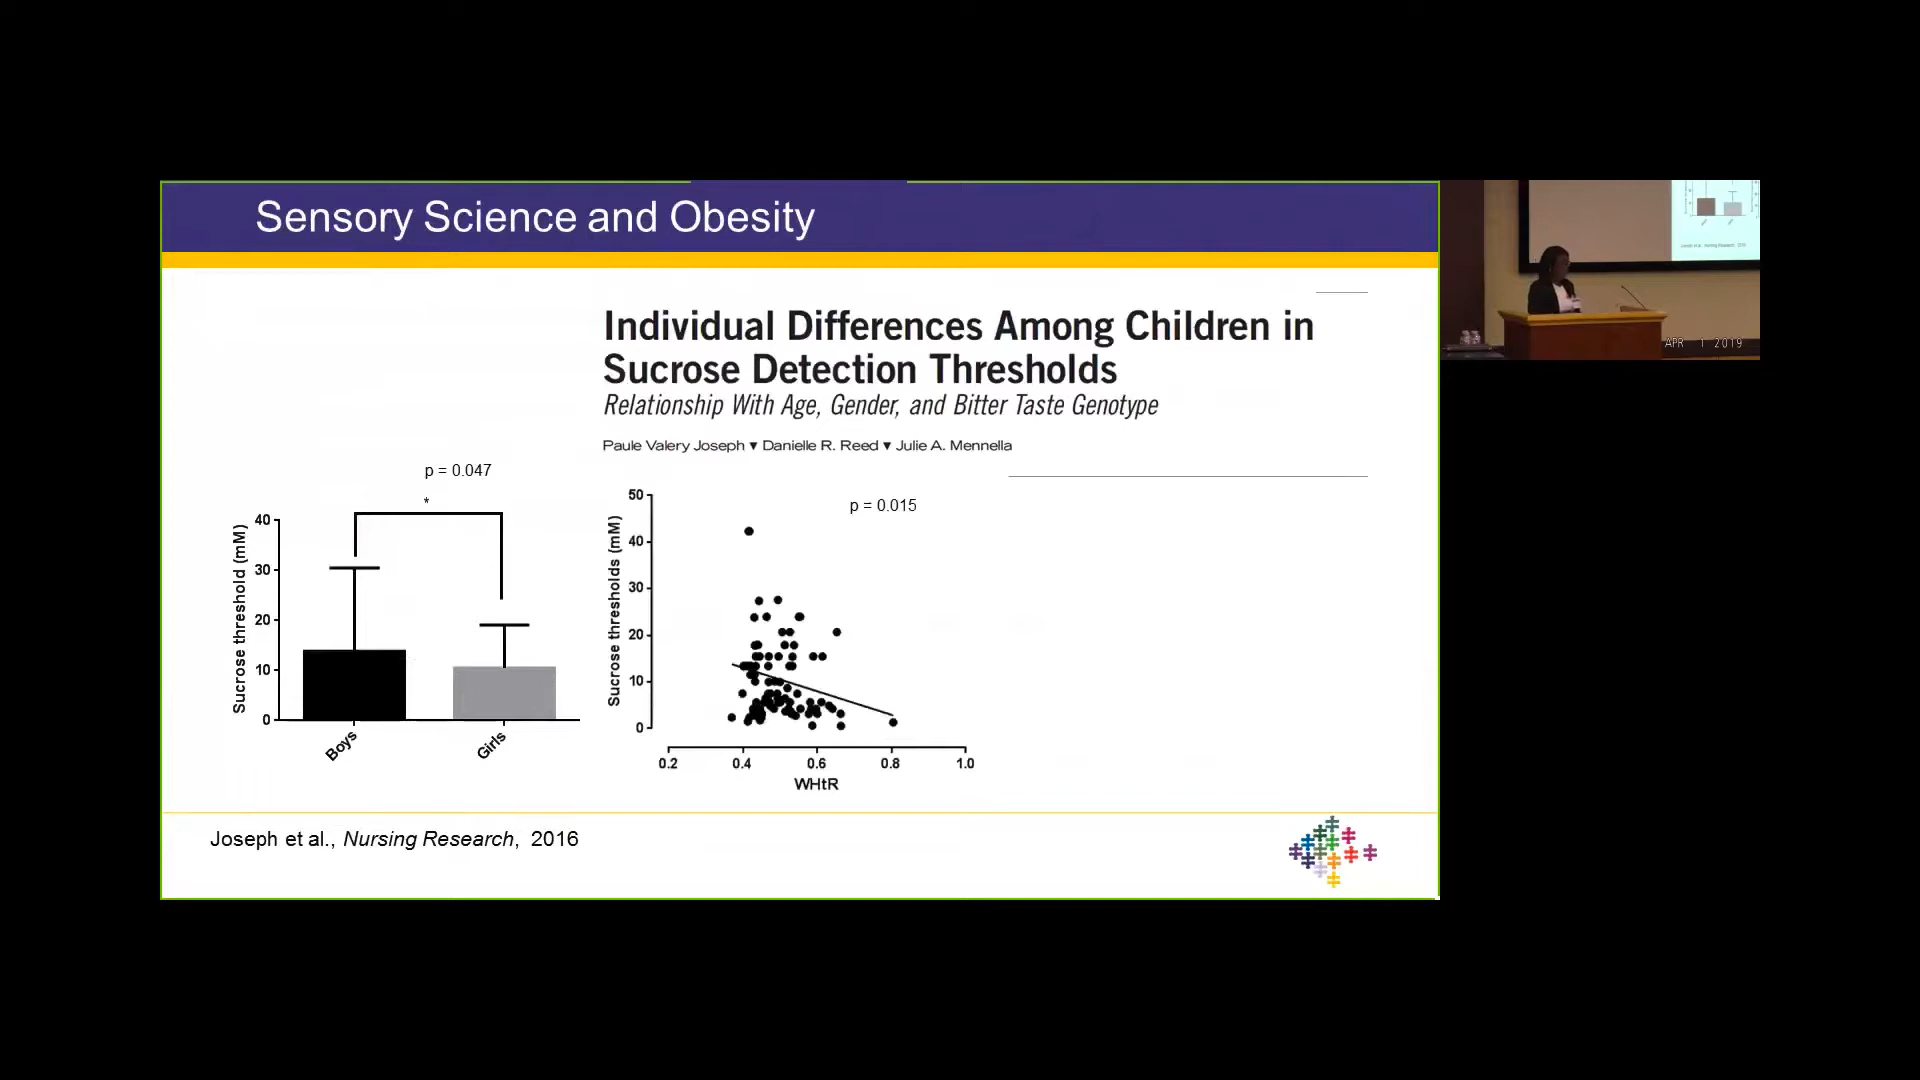 Sensory Science and Obesity
Individual Differences Among Children in
Sucrose Detection Thresholds
Relationship With Age, Gender, and Bitter Taste Genotype
Paule Valery Joseph ▼ Danielle R. Reed ▼ Julie A. Mennella
p = 0.047
*
Sucrose threshold (mM)
40
30
20
10
0
Boys
Girls
p = 0.015
Sucrose thresholds (mM)
50
40
30
20
10
0
0.2 0.4 0.6 0.8 1.0
WHtR
Joseph et al., Nursing Research, 2016
APR 1 2019